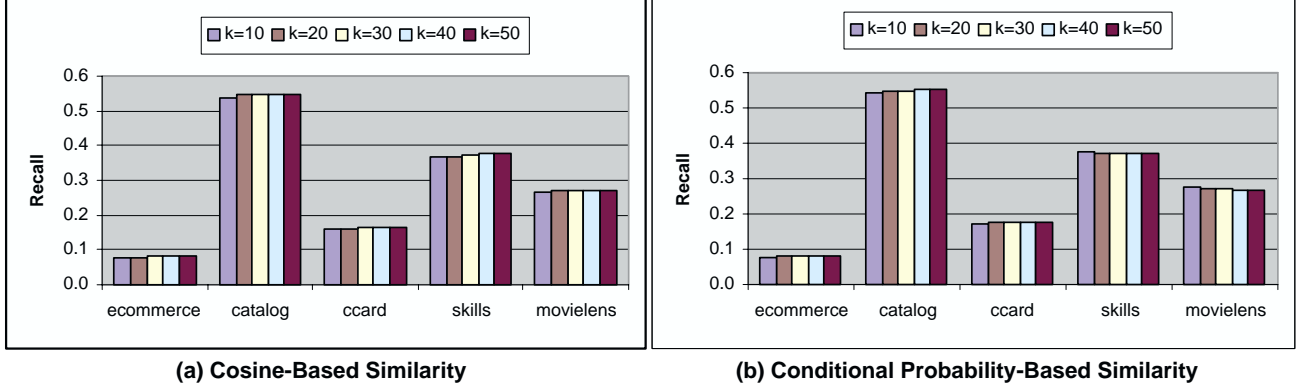 k=10 k=20 k=30 k=40 k=50
Recall
0.6
0.5
0.4
0.3
0.2
0.1
0.0
ecommerce catalog ccard skills movielens
(a) Cosine-Based Similarity
k=10 k=20 k=30 k=40 k=50
Recall
0.6
0.5
0.4
0.3
0.2
0.1
0.0
ecommerce catalog ccard skills movielens
(b) Conditional Probability-Based Similarity